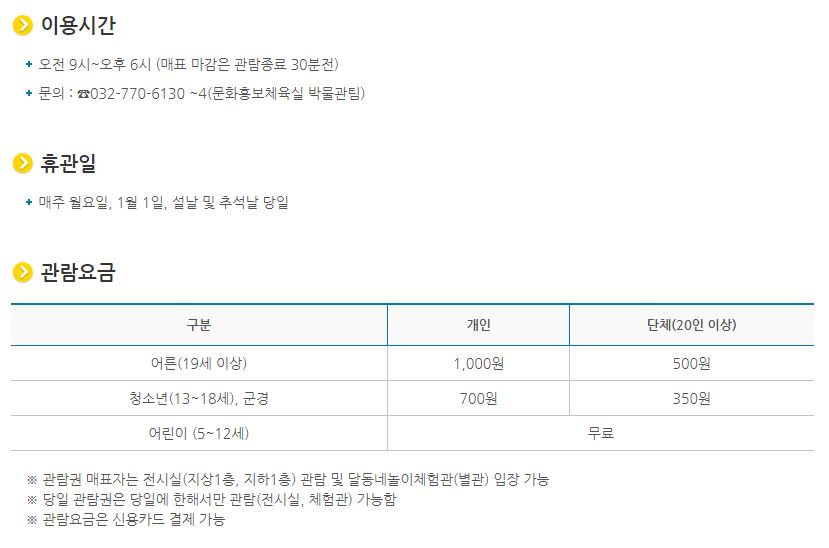 이용시간
오전 9시~오후 6시 (매표 마감은 관람종료 30분전)
문의 : ☎032-770-6130 ~4(문화홍보체육실 박물관팀)
휴관일
매주 월요일, 1월 1일, 설날 및 추석날 당일
관람요금
구분 개인 단체(20인 이상)
어른(19세 이상) 1,000원 500원
청소년(13~18세), 군경 700원 350원
어린이 (5~12세) 무료
※ 관람권 매표자는 전시실(지상1층, 지하1층) 관람 및 달동네놀이체험관(별관) 입장 가능
※ 당일 관람권은 당일에 한해서만 관람(전시실, 체험관) 가능함
※ 관람요금은 신용카드 결제 가능